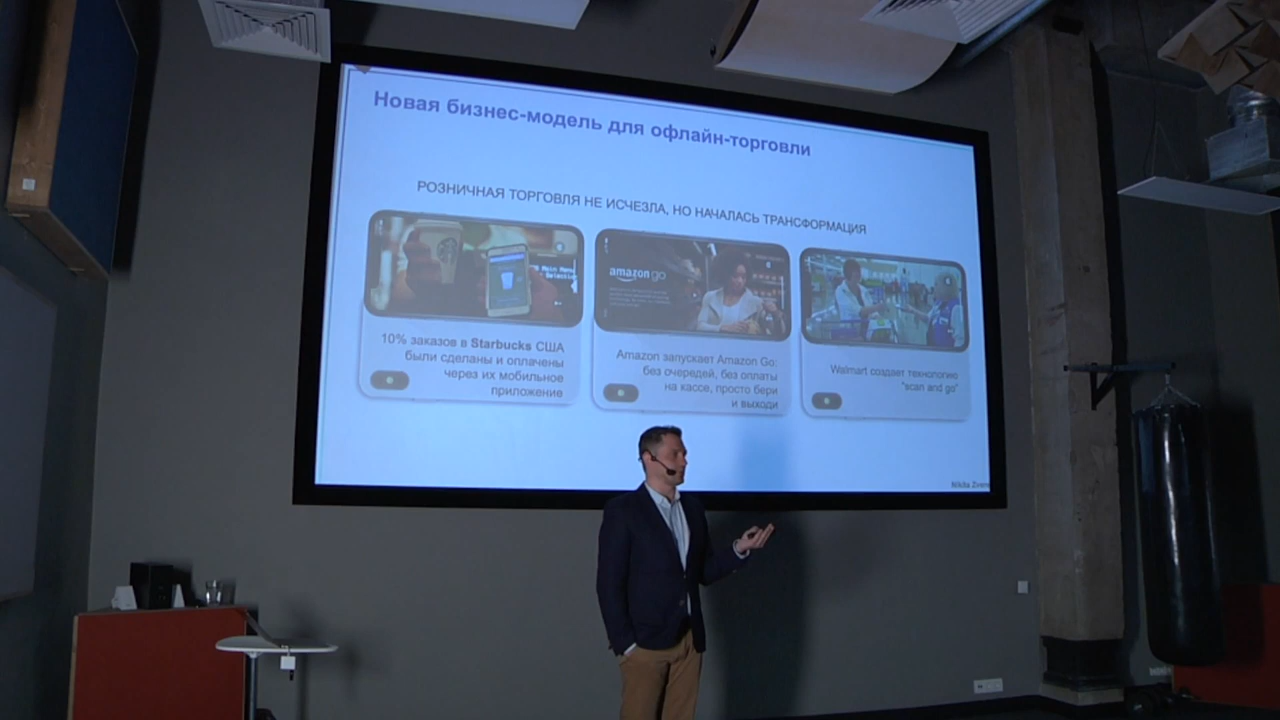 Новая бизнес-модель для офлайн-торговли
РОЗНИЧНАЯ ТОРГОВЛЯ НЕ ИСЧЕЗЛА, НО НАЧАЛАСЬ ТРАНСФОРМАЦИЯ
amazon go
10% заказов в Starbucks США
были сделаны и оплачены
через их мобильное
приложение
Amazon запускает Amazon Go:
без очередей, без оплаты
на кассе, просто бери
и выходи
Walmart создает технологию
"scan and go"
Nikita